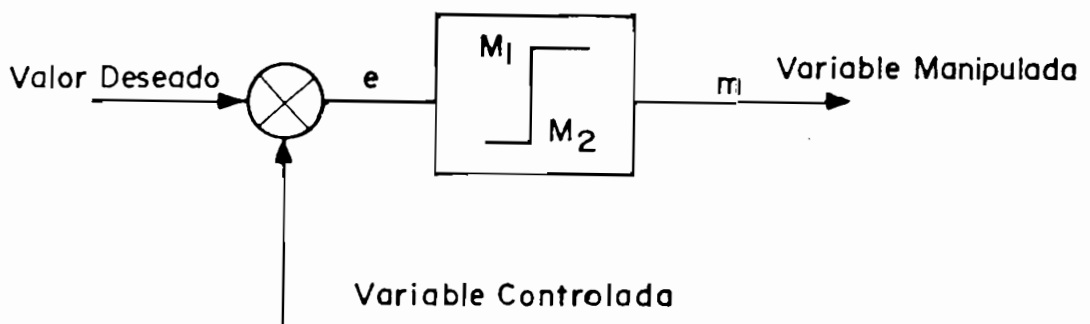 Valor Deseado
e
M1
M2
m
Variable Manipulada
Variable Controlada